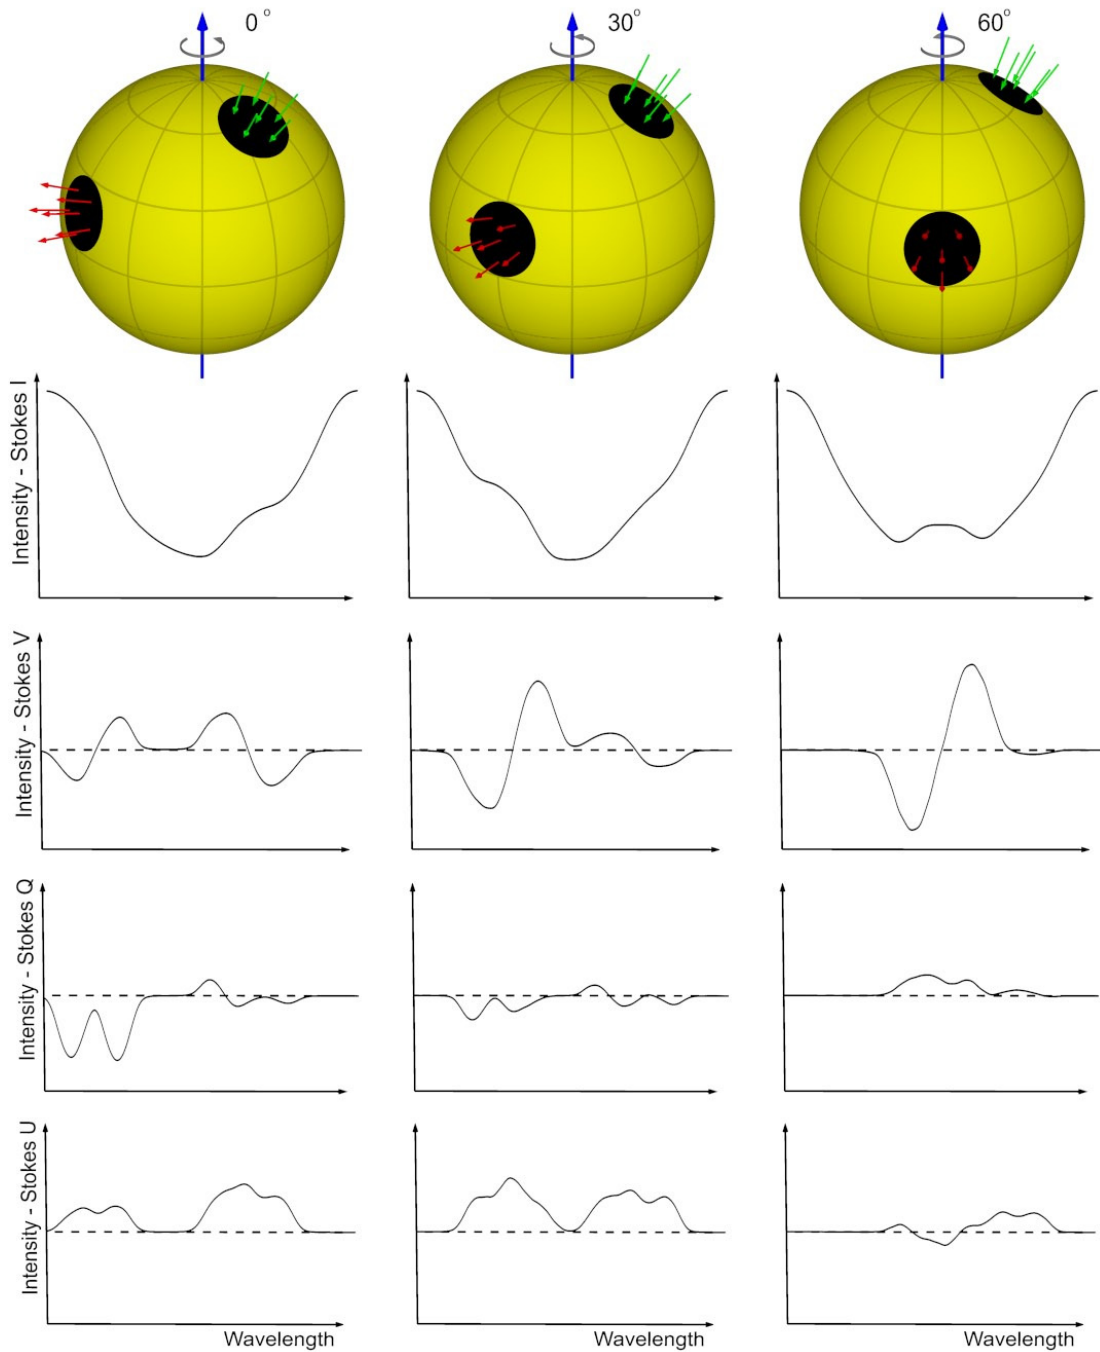 0°
30°
60°
Intensity - Stokes I
Intensity - Stokes V
Intensity - Stokes Q
Intensity - Stokes U
Wavelength
Wavelength
Wavelength